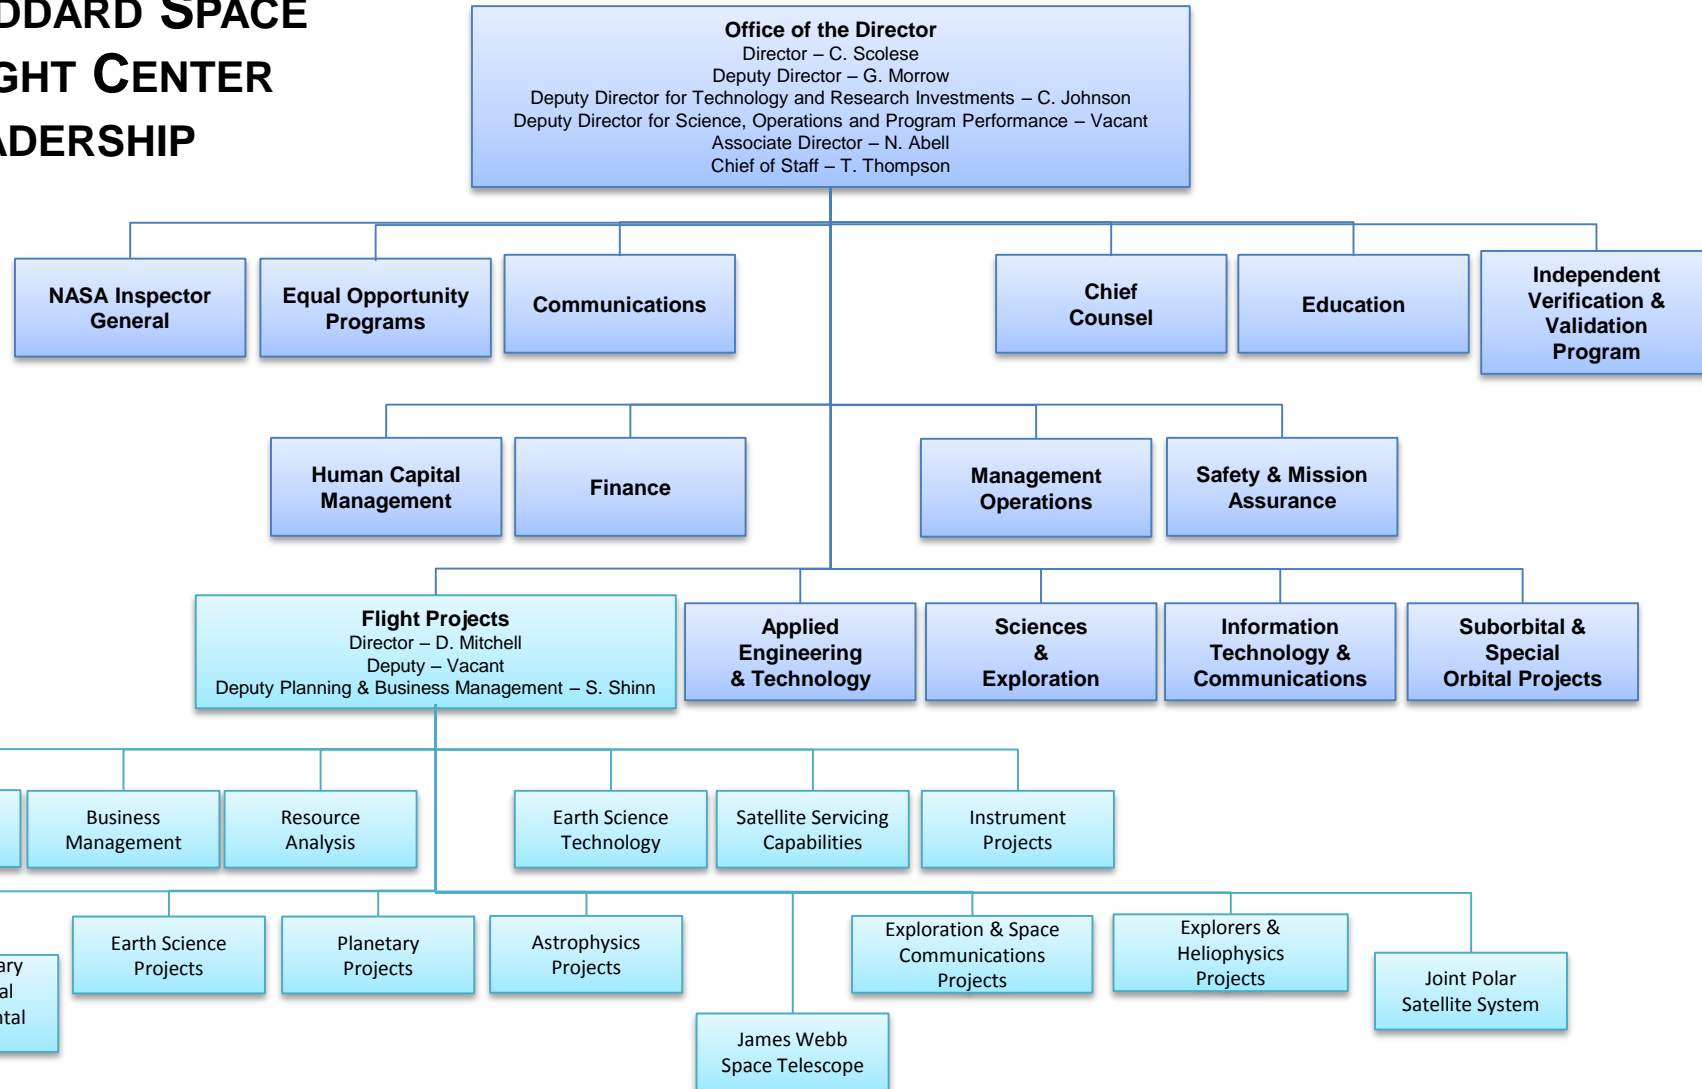 SPACE
CENTER
Office of the Director
Director – C. Scolese
Deputy Director – G. Morrow
Deputy Director for Technology and Research Investments – C. Johnson
Deputy Director for Science, Operations and Program Performance – Vacant
Associate Director – N. Abell
Chief of Staff – T. Thompson
NASA Inspector
General
Equal Opportunity
Programs
Communications
Chief
Counsel
Education
Independent
Verification &
Validation
Program
Human Capital
Management
Finance
Management
Operations
Safety & Mission
Assurance
Flight Projects
Director – D. Mitchell
Deputy – Vacant
Deputy Planning & Business Management – S. Shinn
Applied
Engineering
& Technology
Sciences
&
Exploration
Information
Technology &
Communications
Suborbital &
Special
Orbital Projects
Business
Management
Resource
Analysis
Earth Science
Technology
Satellite Servicing
Capabilities
Instrument
Projects
Earth Science
Projects
Planetary
Projects
Astrophysics
Projects
James Webb
Space Telescope
Exploration & Space
Communications
Projects
Explorers &
Heliophysics
Projects
Joint Polar
Satellite System